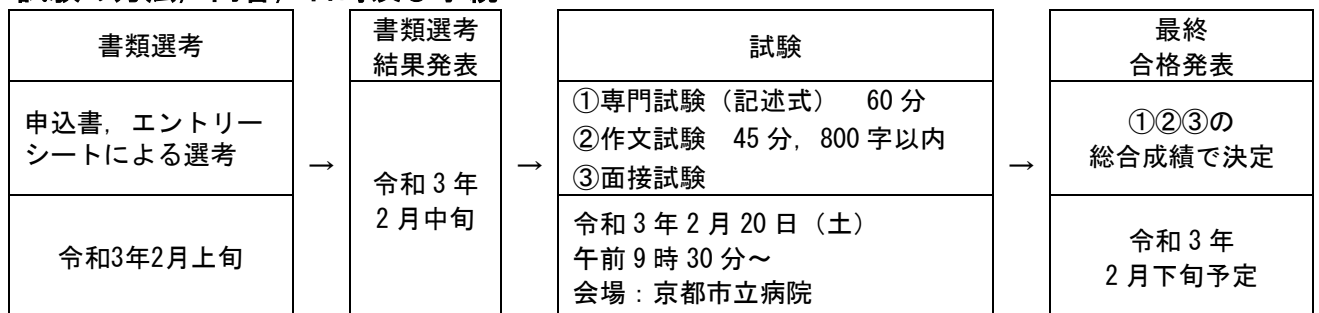 書類選考
申込書，エントリー
シートによる選考
令和3年2月上旬
→
書類選考
結果発表
令和3年
2月中旬
→
試験
①専門試験（記述式） 60分
②作文試験 45分，800字以内
③面接試験
令和3年2月20日（土）
午前9時30分～
会場：京都市立病院
→
最終
合格発表
①②③の
総合成績で決定
令和3年
2月下旬予定